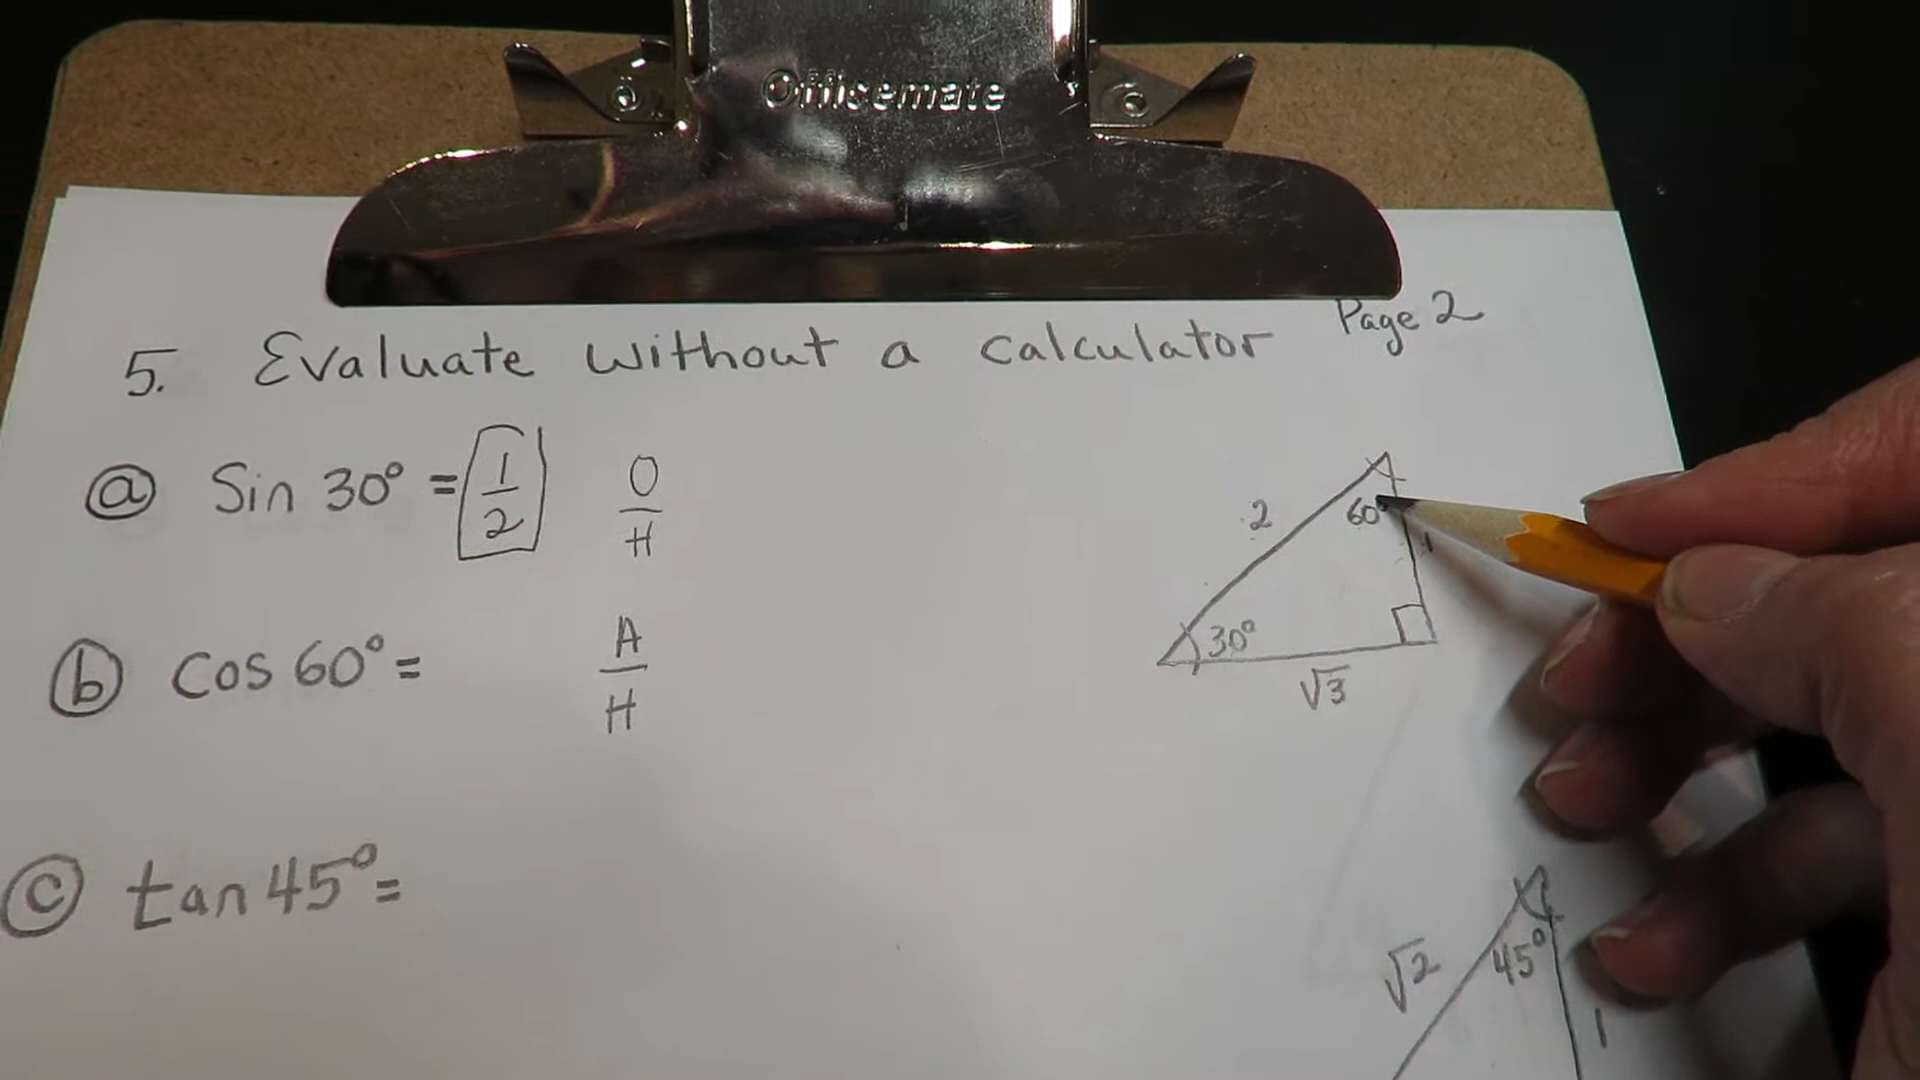 Officemate
Page 2
5. Evaluate without a calculator
ⓐ Sin 30° = 1/2 O/H
ⓑ cos 60° = A/H
ⓒ tan 45° =
2
60°
1
30°
√3
√2
45°
1